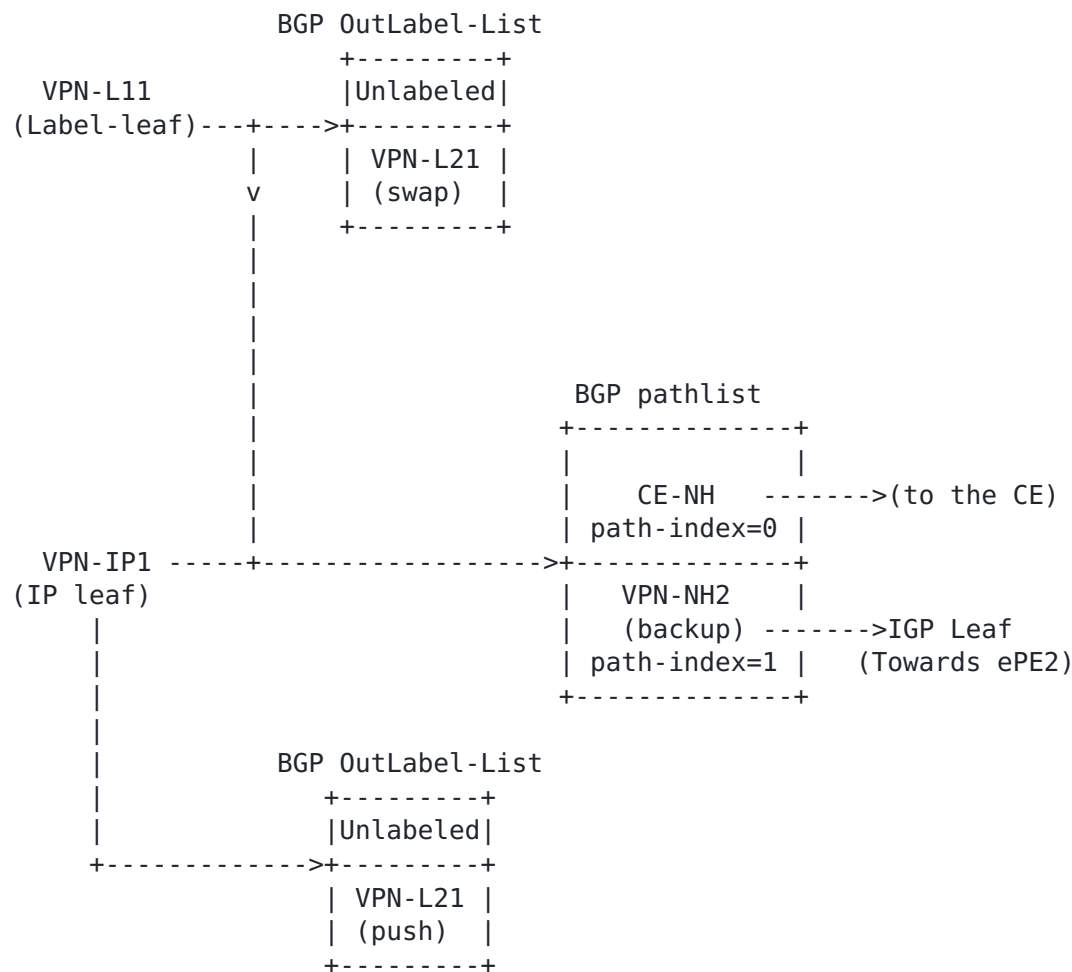 BGP OutLabel-List
+---------+
VPN-L11 |Unlabeled|
(Label-leaf)---+---->+---------+
| | VPN-L21 |
v | (swap) |
| +---------+
|
|
|
|
| BGP pathlist
| +--------------+
| | |
| | CE-NH ------->(to the CE)
| | path-index=0 |
VPN-IP1 -----+------------------>+--------------+
(IP leaf) | VPN-NH2 |
| | (backup) ------->IGP Leaf
| | path-index=1 | (Towards ePE2)
| +--------------+
|
| BGP OutLabel-List
| +---------+
| |Unlabeled|
+------------->+---------+
| VPN-L21 |
| (push) |
+---------+